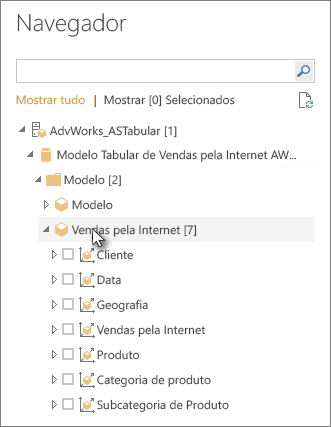 Navegador
Mostrar tudo | Mostrar [0] Selecionados
AdvWorks_ASTabular [1]
Modelo Tabular de Vendas pela Internet AW...
Modelo [2]
Modelo
Vendas pela Internet [7]
Cliente
Data
Geografia
Vendas pela Internet
Produto
Categoria de produto
Subcategoria de Produto